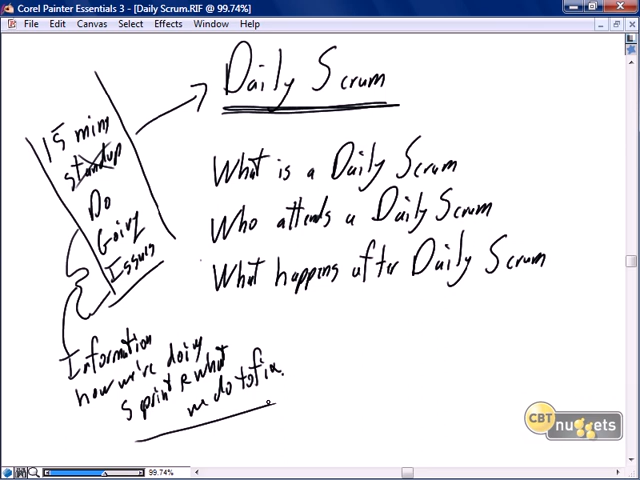 Corel Painter Essentials 3 - [Daily Scrum.RIF @ 99.74%]
File Edit Canvas Select Effects Window Help
Daily Scrum
15 mins
standup
Do
Going
Issues
What is a Daily Scrum
Who attends a Daily Scrum
What happens after Daily Scrum
Information
how we're doing
sprint & what
we do to fix.
CBT
nuggets
99.74%